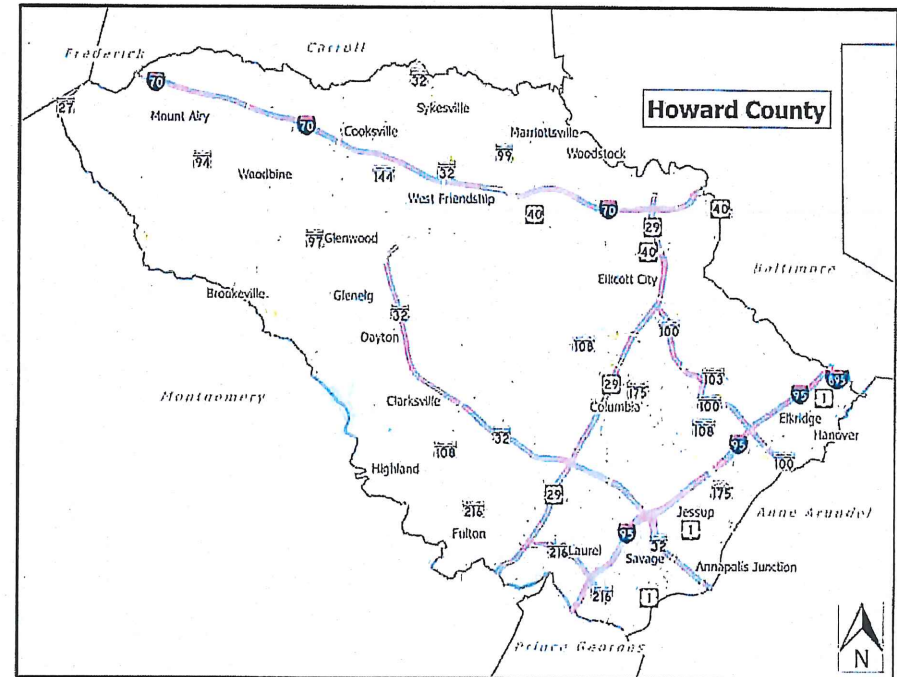 Frederick
Carroll
32
70
27
Howard County
Mount Airy
Sykesville
70
Cooksville
Marriottsville
99
Woodstock
94
144
32
Woodbine
West Friendship
40
70
40
29
97
Glenwood
40
Baltimore
Ellicott City
Brookeville
Glenelg
32
100
Dayton
108
103
895
95
29
175
1
Montgomery
Clarksville
Columbia
100
Elkridge
108
Hanover
32
95
108
100
Highland
29
175
216
Jessup
Anne Arundel
Fulton
1
95
32
216
Laurel
Savage
Annapolis Junction
216
1
Prince Georges
N